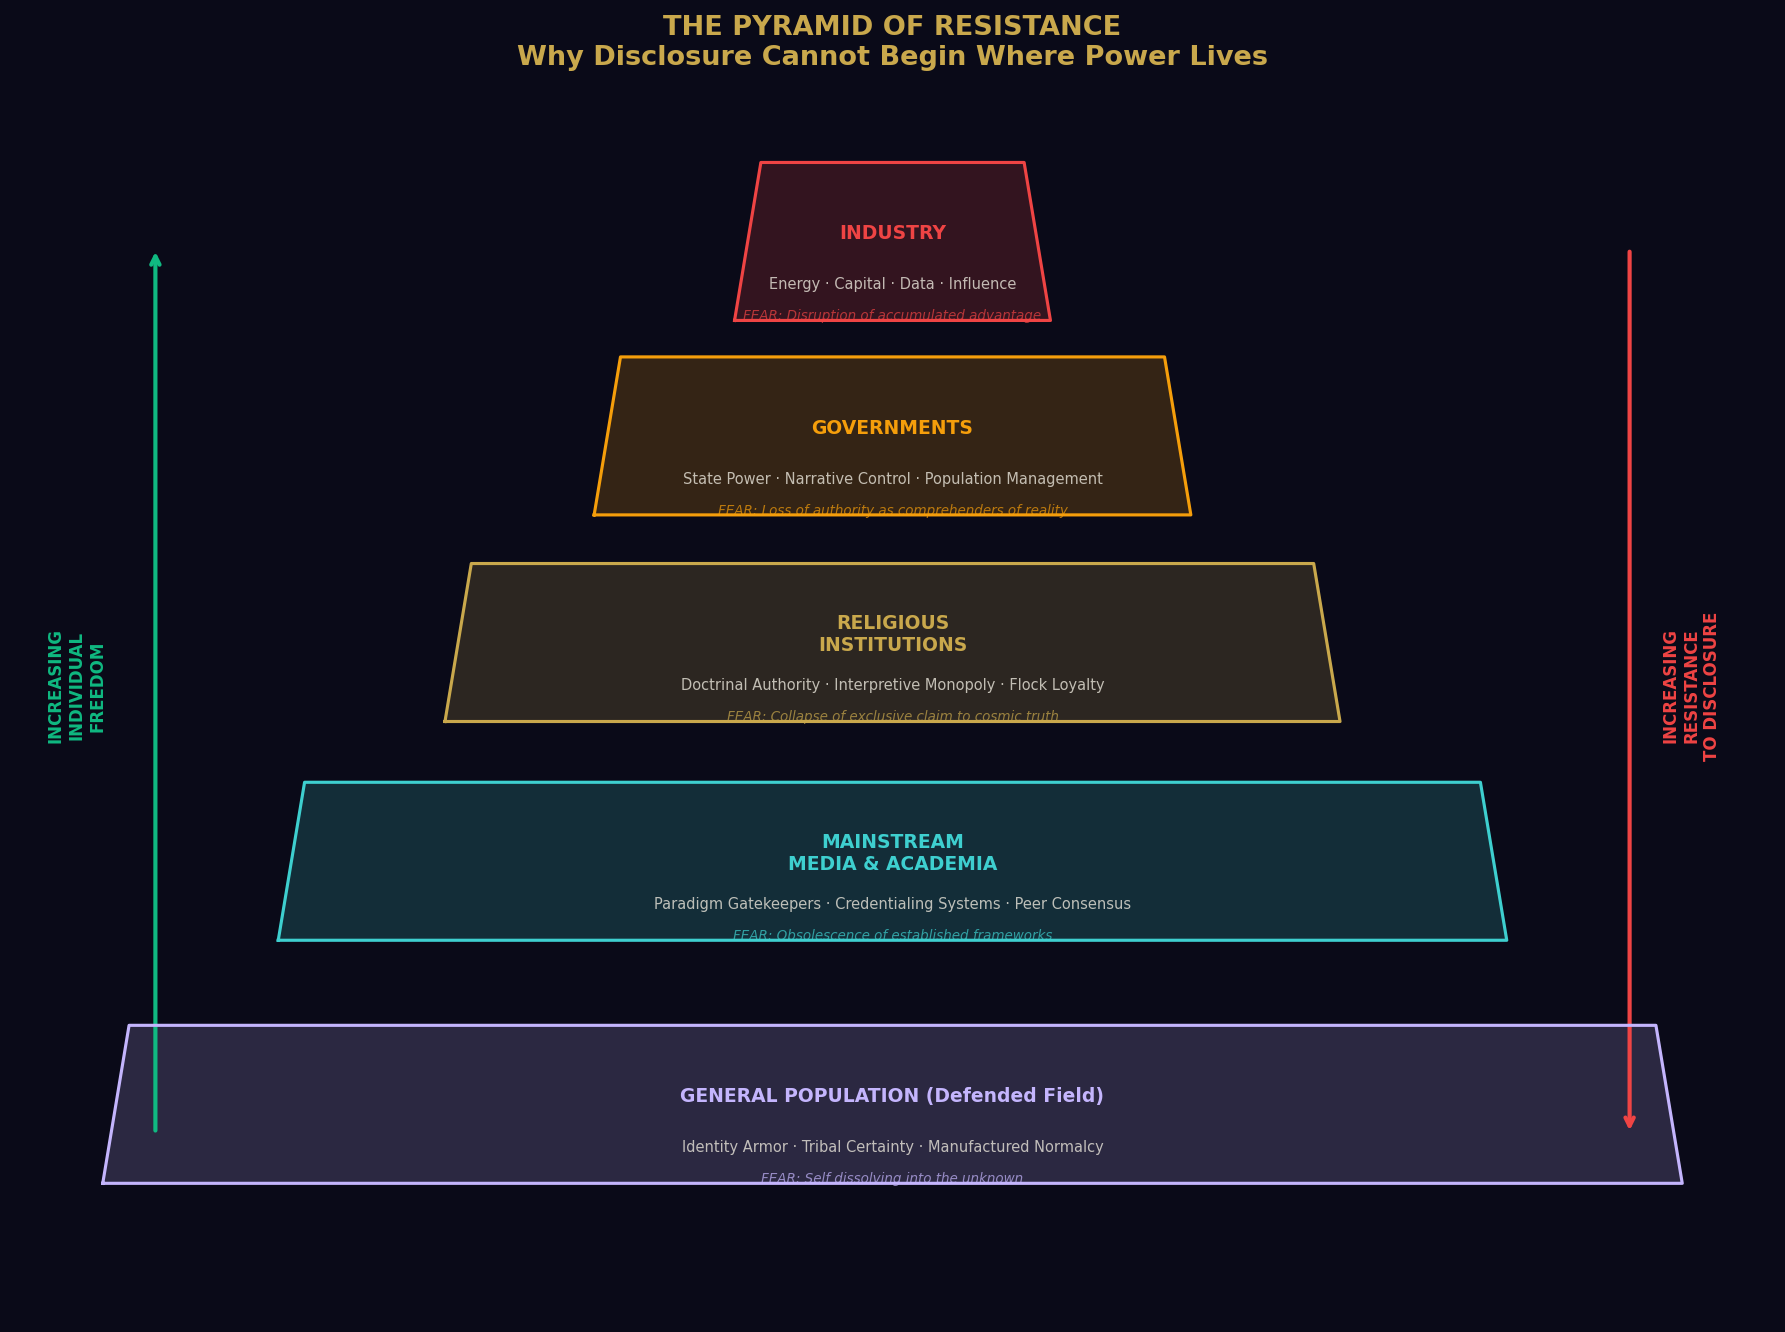 THE PYRAMID OF RESISTANCE
Why Disclosure Cannot Begin Where Power Lives
INDUSTRY
Energy · Capital · Data · Influence
FEAR: Disruption of accumulated advantage
GOVERNMENTS
State Power · Narrative Control · Population Management
FEAR: Loss of authority as comprehenders of reality
RELIGIOUS
INSTITUTIONS
Doctrinal Authority · Interpretive Monopoly · Flock Loyalty
FEAR: Collapse of exclusive claim to cosmic truth
INCREASING
INDIVIDUAL
FREEDOM
INCREASING
RESISTANCE
TO DISCLOSURE
MAINSTREAM
MEDIA & ACADEMIA
Paradigm Gatekeepers · Credentialing Systems · Peer Consensus
FEAR: Obsolescence of established frameworks
GENERAL POPULATION (Defended Field)
Identity Armor · Tribal Certainty · Manufactured Normalcy
FEAR: Self dissolving into the unknown